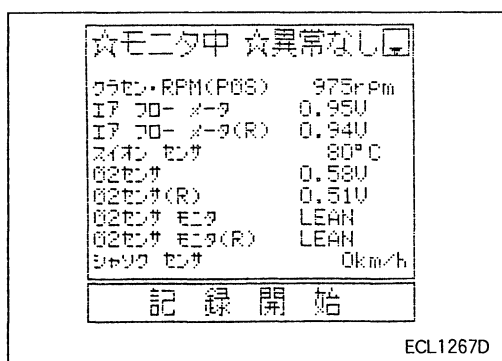 ☆モニタ中 ☆異常なし
クラセン・RPM(POS) 975rpm
エア フロー メータ 0.95V
エア フロー メータ(R) 0.94V
スイオン センサ 80°C
O2センサ 0.58V
O2センサ(R) 0.51V
O2センサ モニタ LEAN
O2センサ モニタ(R) LEAN
シャソク センサ 0km/h
記 録 開 始
ECL1267D